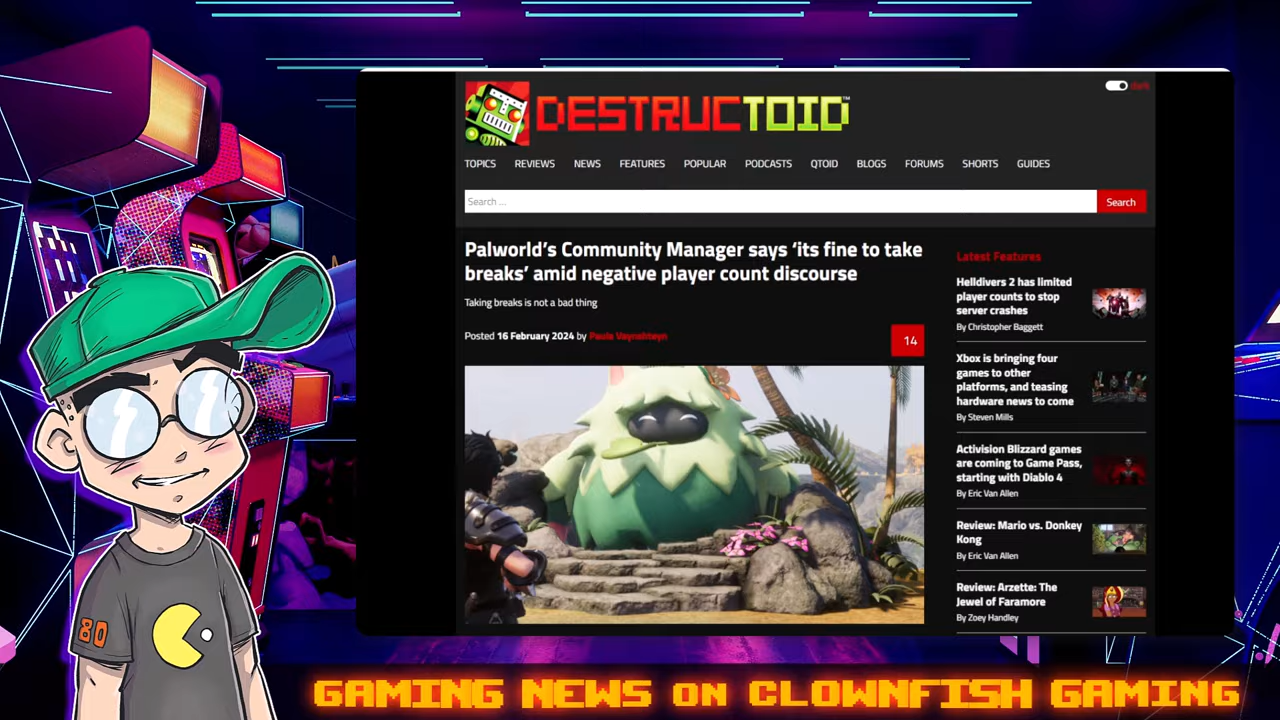 DESTRUCTOID™
dark
TOPICS REVIEWS NEWS FEATURES POPULAR PODCASTS QTOID BLOGS FORUMS SHORTS GUIDES
Search ...
Search
Palworld's Community Manager says 'its fine to take
breaks' amid negative player count discourse
Taking breaks is not a bad thing
Posted 16 February 2024 by Paula Vaynshteyn
14
Latest Features
Helldivers 2 has limited
player counts to stop
server crashes
By Christopher Baggett
Xbox is bringing four
games to other
platforms, and teasing
hardware news to come
By Steven Mills
Activision Blizzard games
are coming to Game Pass,
starting with Diablo 4
By Eric Van Allen
Review: Mario vs. Donkey
Kong
By Eric Van Allen
Review: Arzette: The
Jewel of Faramore
By Zoey Handley
80
GAMING NEWS ON CLOWNFISH GAMING